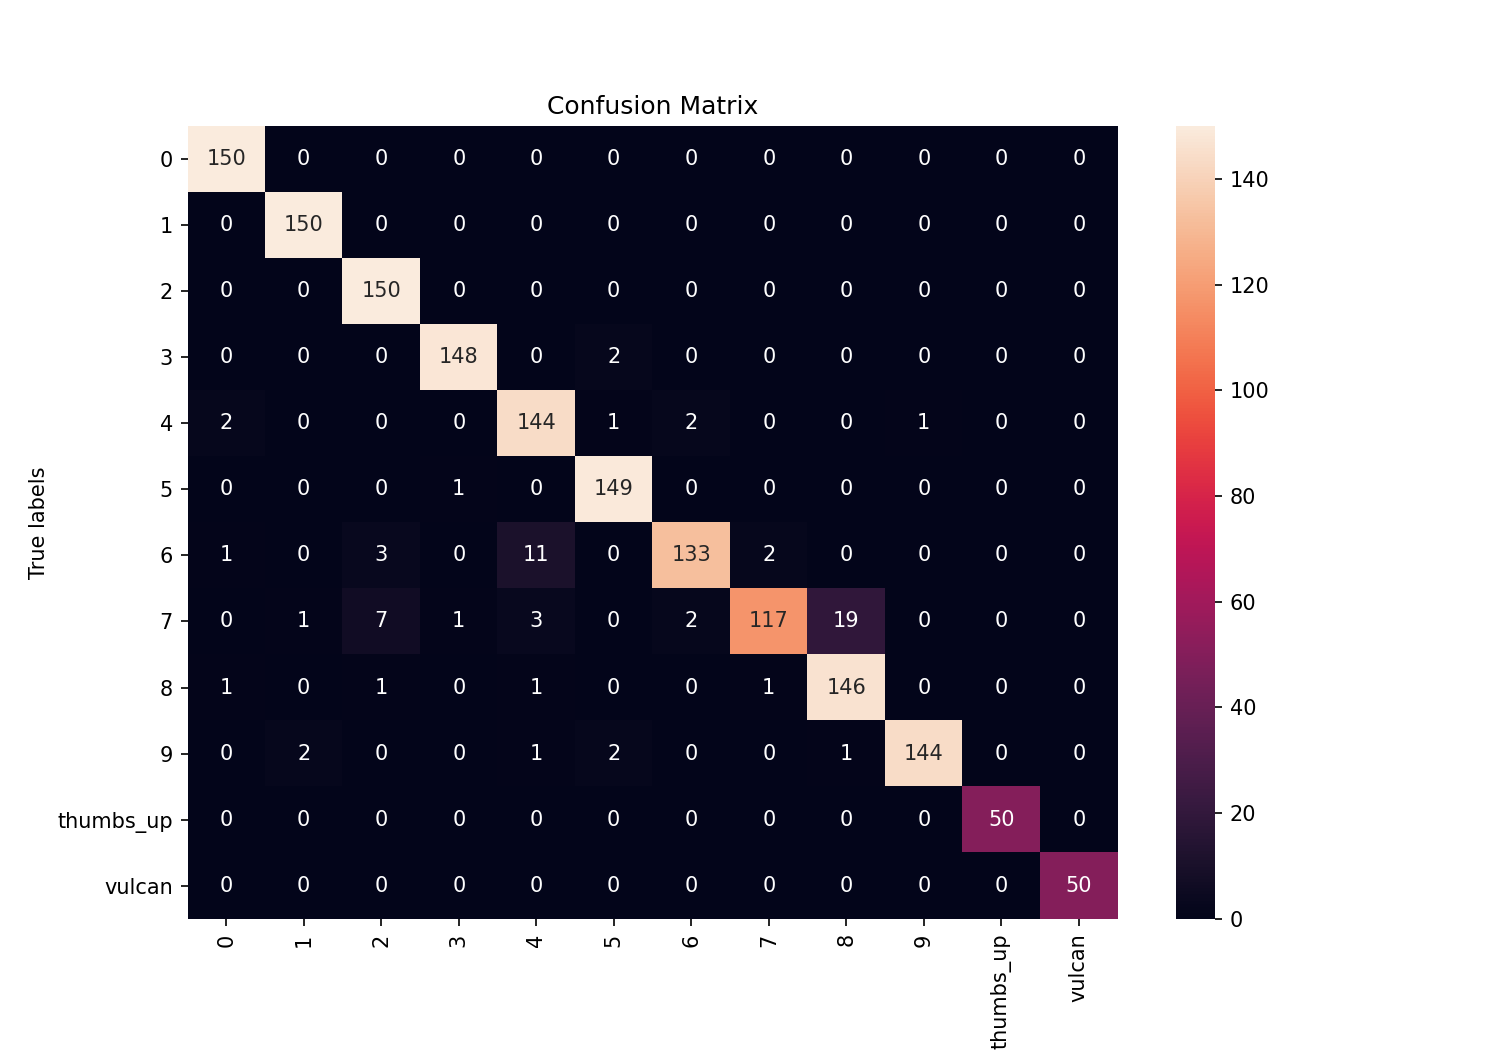 Confusion Matrix
True labels
0 150 0 0 0 0 0 0 0 0 0 0 0
1 0 150 0 0 0 0 0 0 0 0 0 0
2 0 0 150 0 0 0 0 0 0 0 0 0
3 0 0 0 148 0 2 0 0 0 0 0 0
4 2 0 0 0 144 1 2 0 0 1 0 0
5 0 0 0 1 0 149 0 0 0 0 0 0
6 1 0 3 0 11 0 133 2 0 0 0 0
7 0 1 7 1 3 0 2 117 19 0 0 0
8 1 0 1 0 1 0 0 1 146 0 0 0
9 0 2 0 0 1 2 0 0 1 144 0 0
thumbs_up 0 0 0 0 0 0 0 0 0 0 50 0
vulcan 0 0 0 0 0 0 0 0 0 0 0 50
0 1 2 3 4 5 6 7 8 9 thumbs_up vulcan
140
120
100
80
60
40
20
0